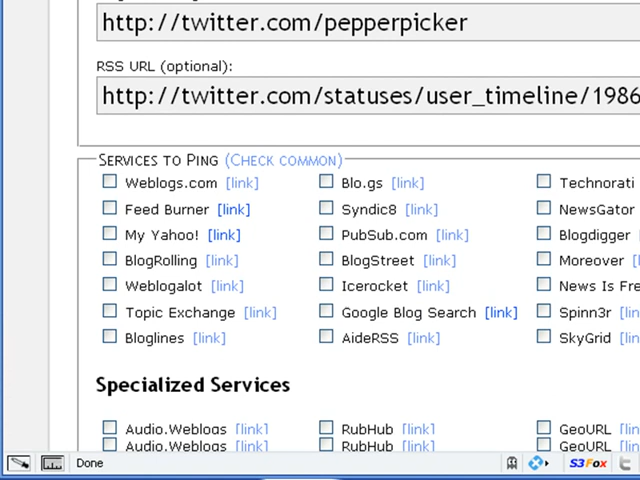 http://twitter.com/pepperpicker
RSS URL (optional):
http://twitter.com/statuses/user_timeline/1986
SERVICES TO PING (CHECK COMMON)
Weblogs.com [link] Blo.gs [link] Technorati
Feed Burner [link] Syndic8 [link] NewsGator
My Yahoo! [link] PubSub.com [link] Blogdigger
BlogRolling [link] BlogStreet [link] Moreover [
Weblogalot [link] Icerocket [link] News Is Fre
Topic Exchange [link] Google Blog Search [link] Spinn3r [lin
Bloglines [link] AideRSS [link] SkyGrid [lin
Specialized Services
Audio.Weblogs [link] RubHub [link] GeoURL [lin
Audio.Weblogs [link] RubHub [link] GeoURL [lin
Done S3Fox